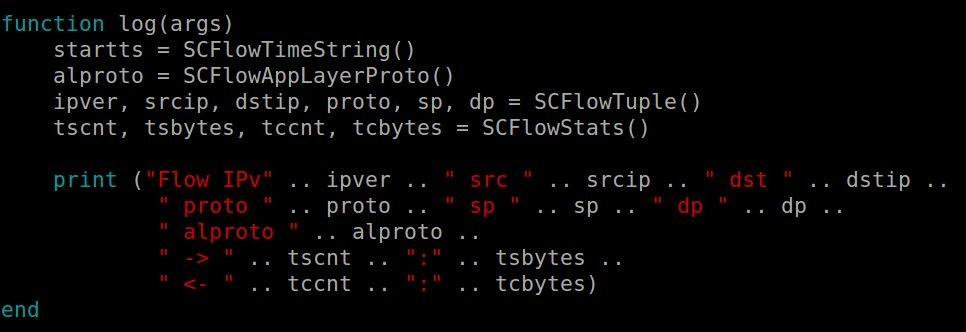 function log(args)
    startts = SCFlowTimeString()
    alproto = SCFlowAppLayerProto()
    ipver, srcip, dstip, proto, sp, dp = SCFlowTuple()
    tscnt, tsbytes, tccnt, tcbytes = SCFlowStats()

    print ("Flow IPv" .. ipver .. " src " .. srcip .. " dst " .. dstip ..
            " proto " .. proto .. " sp " .. sp .. " dp " .. dp ..
            " alproto " .. alproto ..
            " -> " .. tscnt .. ":" .. tsbytes ..
            " <- " .. tccnt .. ":" .. tcbytes)
end